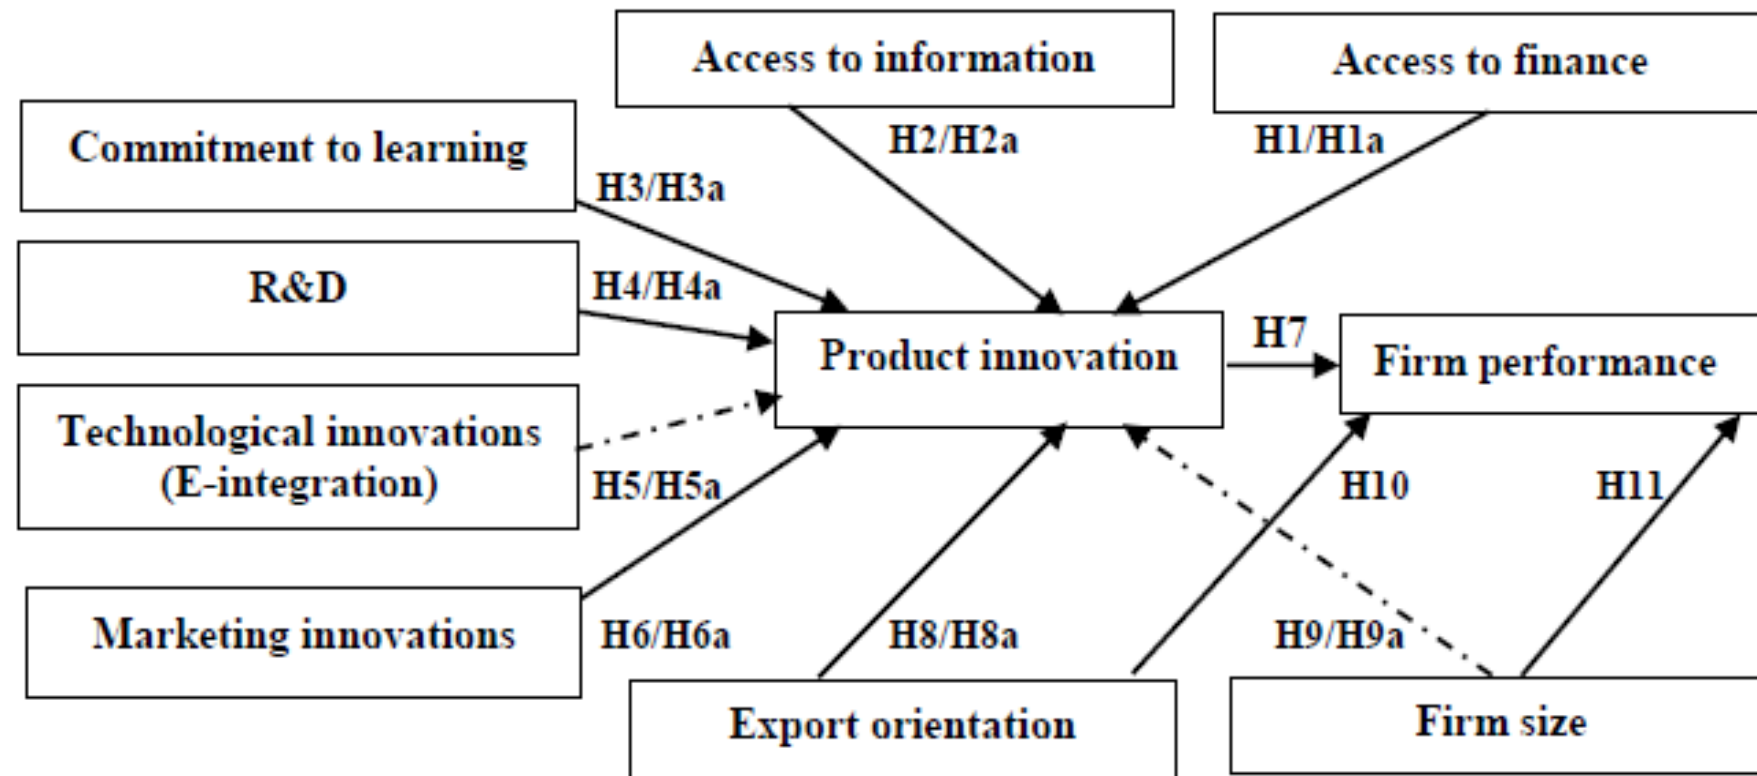 Access to information
Access to finance
Commitment to learning
H2/H2a
H1/H1a
H3/H3a
R&D
H4/H4a
Product innovation
H7
Firm performance
Technological innovations
(E-integration)
H5/H5a
H10
H11
Marketing innovations
H6/H6a
H8/H8a
H9/H9a
Export orientation
Firm size